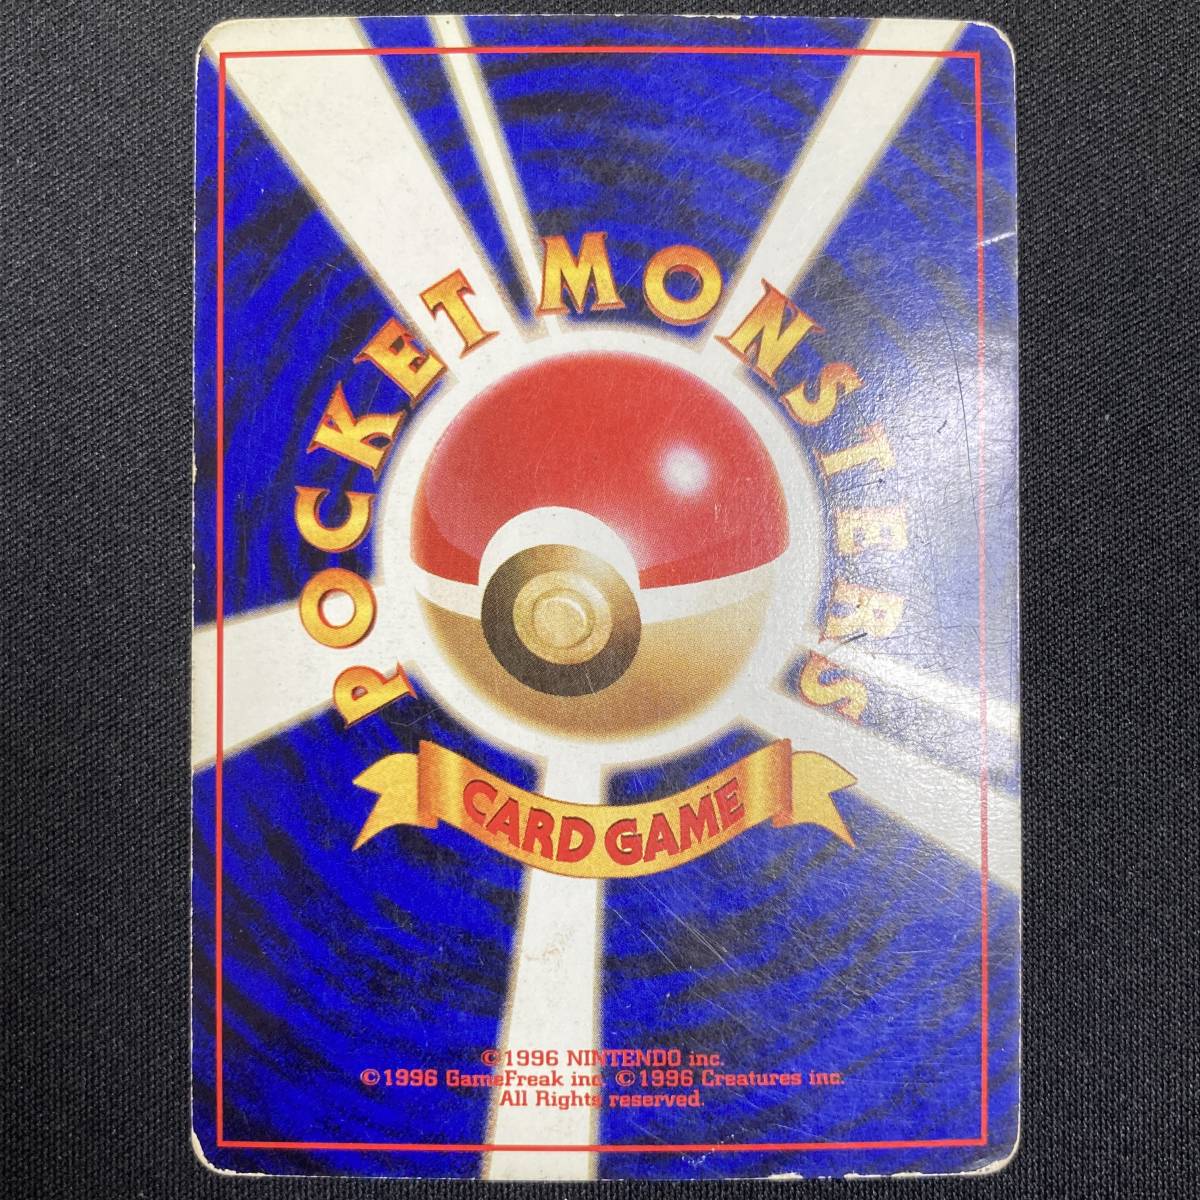 POCKET MONSTERS
CARD GAME
©1996 NINTENDO inc.
©1996 GameFreak inc. ©1996 Creatures inc.
All Rights reserved.